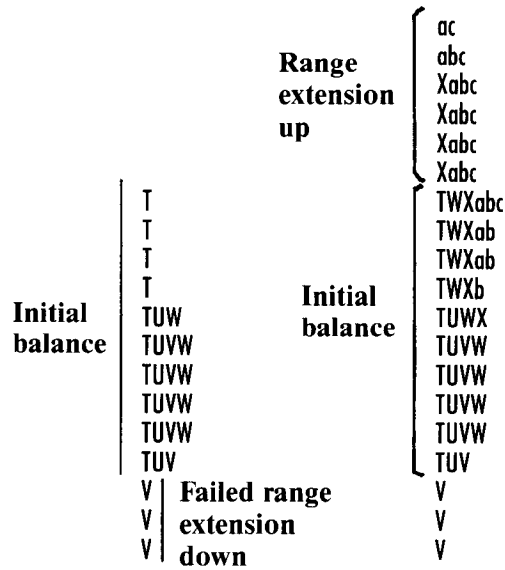 Initial
balance
T
T
T
T
TUW
TUVW
TUVW
TUVW
TUVW
TUV
V
V
V
Failed range
extension
down
Range
extension
up
Initial
balance
ac
abc
Xabc
Xabc
Xabc
Xabc
TWXabc
TWXab
TWXab
TWXb
TUWX
TUVW
TUVW
TUVW
TUVW
TUV
V
V
V